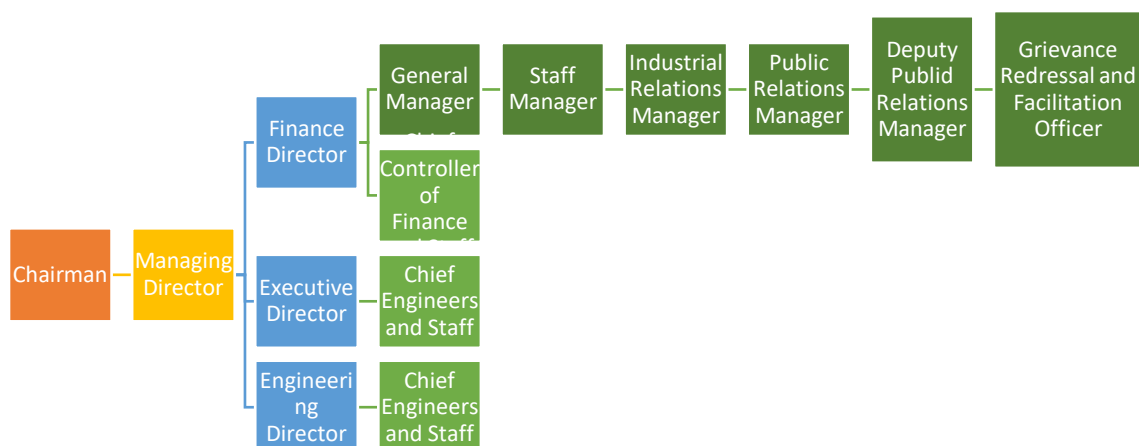 General
Manager
Staff
Manager
Industrial
Relations
Manager
Public
Relations
Manager
Deputy
Publid
Relations
Manager
Grievance
Redressal and
Facilitation
Officer
Finance
Director
Controller
of
Finance
Chairman
Managing
Director
Executive
Director
Chief
Engineers
and Staff
Engineeri
ng
Director
Chief
Engineers
and Staff